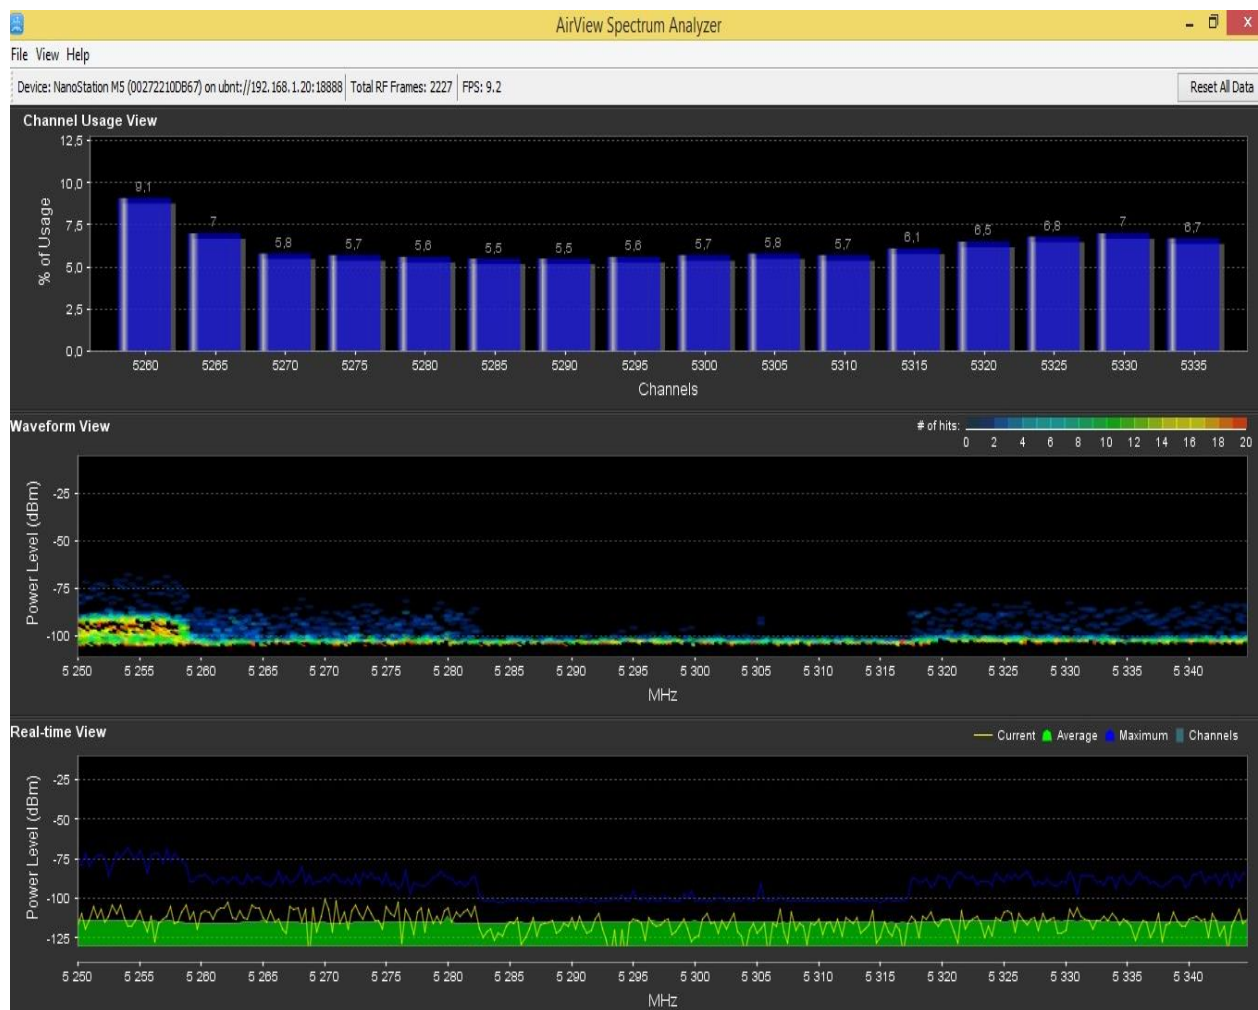 AirView Spectrum Analyzer
File View Help
Device: NanoStation M5 (00272210DB67) on ubnt://192.168.1.20:18888 Total RF Frames: 2227 FPS: 9.2 Reset All Data
Channel Usage View
12,5
10,0
7,5
5,0
2,5
0,0
% of Usage
9,1 7 5,8 5,7 5,6 5,5 5,5 5,6 5,7 5,8 5,7 6,1 6,5 6,8 7 6,7
5260 5265 5270 5275 5280 5285 5290 5295 5300 5305 5310 5315 5320 5325 5330 5335
Channels
Waveform View # of hits:
0 2 4 6 8 10 12 14 16 18 20
Power Level (dBm)
-25
-50
-75
-100
5 250 5 255 5 260 5 265 5 270 5 275 5 280 5 285 5 290 5 295 5 300 5 305 5 310 5 315 5 320 5 325 5 330 5 335 5 340
MHz
Real-time View Current Average Maximum Channels
Power Level (dBm)
-25
-50
-75
-100
-125
5 250 5 255 5 260 5 265 5 270 5 275 5 280 5 285 5 290 5 295 5 300 5 305 5 310 5 315 5 320 5 325 5 330 5 335 5 340
MHz